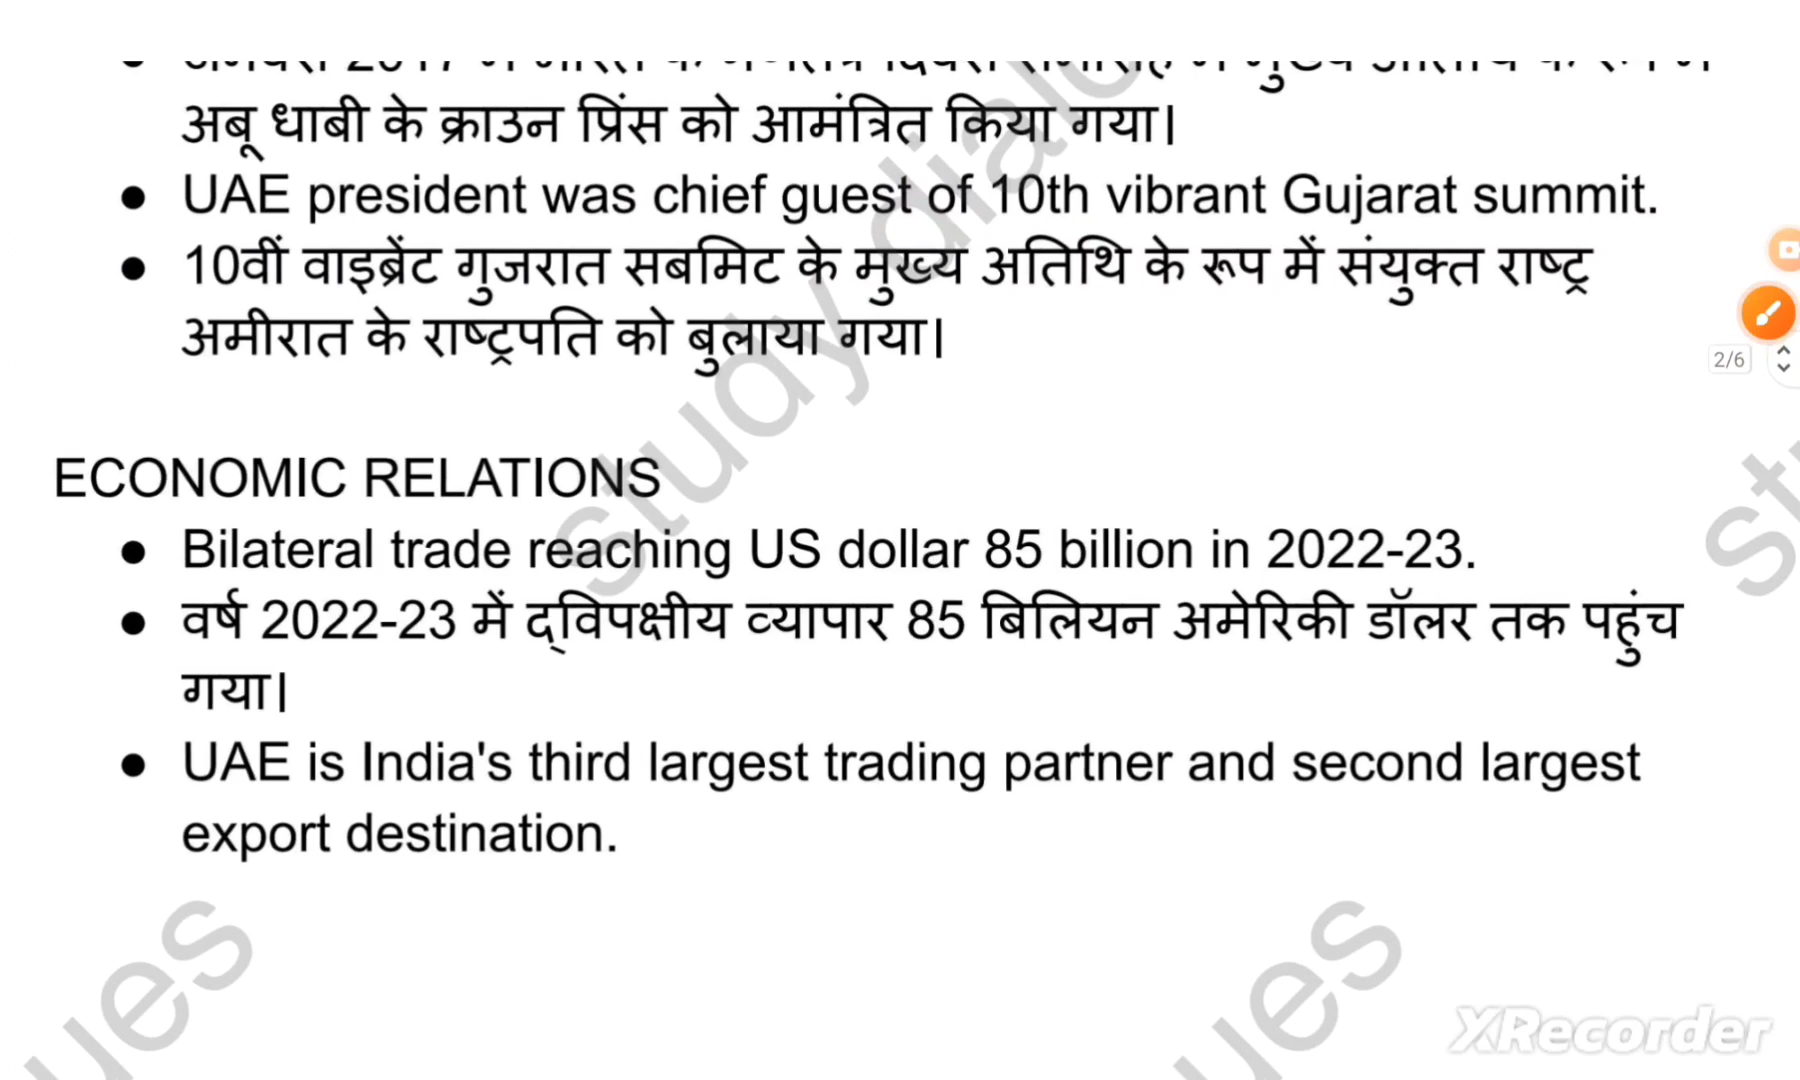 अबू धाबी के क्राउन प्रिंस को आमंत्रित किया गया।
● UAE president was chief guest of 10th vibrant Gujarat summit.
● 10वीं वाइब्रेंट गुजरात सबमिट के मुख्य अतिथि के रूप में संयुक्त राष्ट्र
अमीरात के राष्ट्रपति को बुलाया गया।
2/6
ECONOMIC RELATIONS
● Bilateral trade reaching US dollar 85 billion in 2022-23.
● वर्ष 2022-23 में द्विपक्षीय व्यापार 85 बिलियन अमेरिकी डॉलर तक पहुंच
गया।
● UAE is India's third largest trading partner and second largest
export destination.
XRecorder